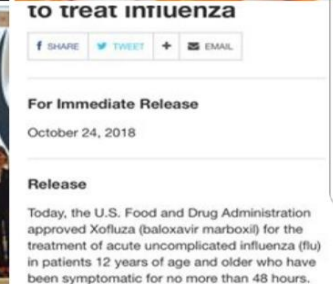 to treat influenza
f SHARE TWEET + EMAIL
For Immediate Release
October 24, 2018
Release
Today, the U.S. Food and Drug Administration
approved Xofluza (baloxavir marboxil) for the
treatment of acute uncomplicated influenza (flu)
in patients 12 years of age and older who have
been symptomatic for no more than 48 hours.